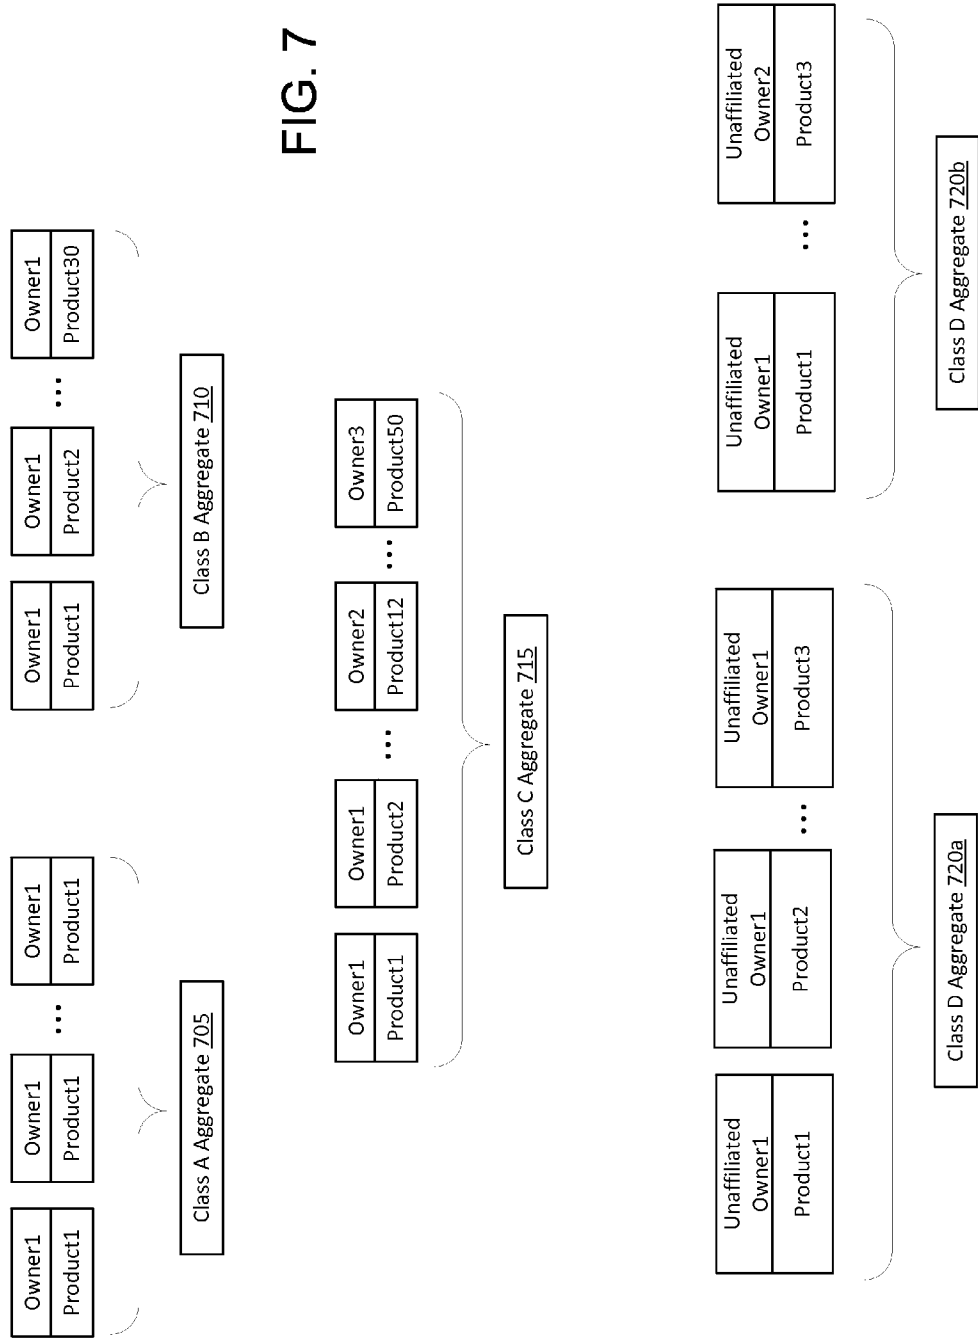 Owner1
Product1
Owner1
Product1
...
Owner1
Product1
Class A Aggregate 705
Owner1
Product1
Owner1
Product2
...
Owner1
Product30
Class B Aggregate 710
Owner1
Product1
Owner1
Product2
...
Owner2
Product12
...
Owner3
Product50
Class C Aggregate 715
FIG. 7
Unaffiliated
Owner1
Product1
Unaffiliated
Owner1
Product2
...
Unaffiliated
Owner1
Product3
Class D Aggregate 720a
Unaffiliated
Owner1
Product1
...
Unaffiliated
Owner2
Product3
Class D Aggregate 720b